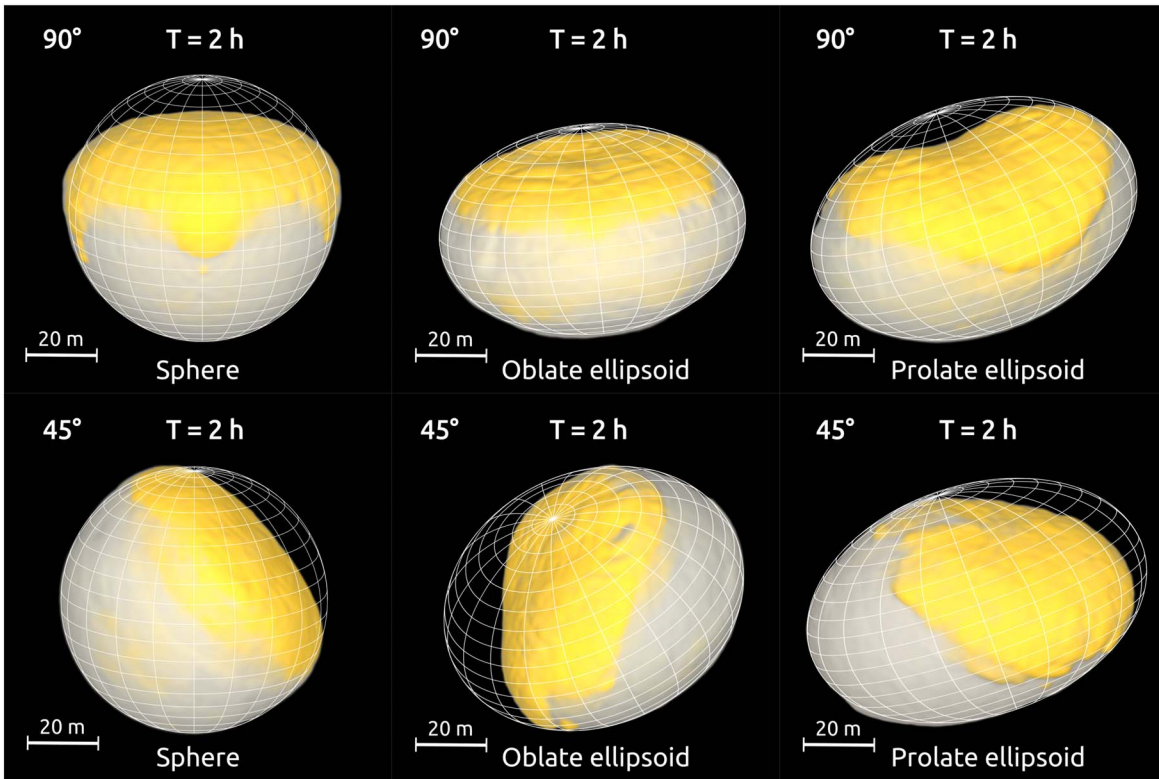 90° T = 2 h
20 m
Sphere
90° T = 2 h
20 m
Oblate ellipsoid
90° T = 2 h
20 m
Prolate ellipsoid
45° T = 2 h
20 m
Sphere
45° T = 2 h
20 m
Oblate ellipsoid
45° T = 2 h
20 m
Prolate ellipsoid